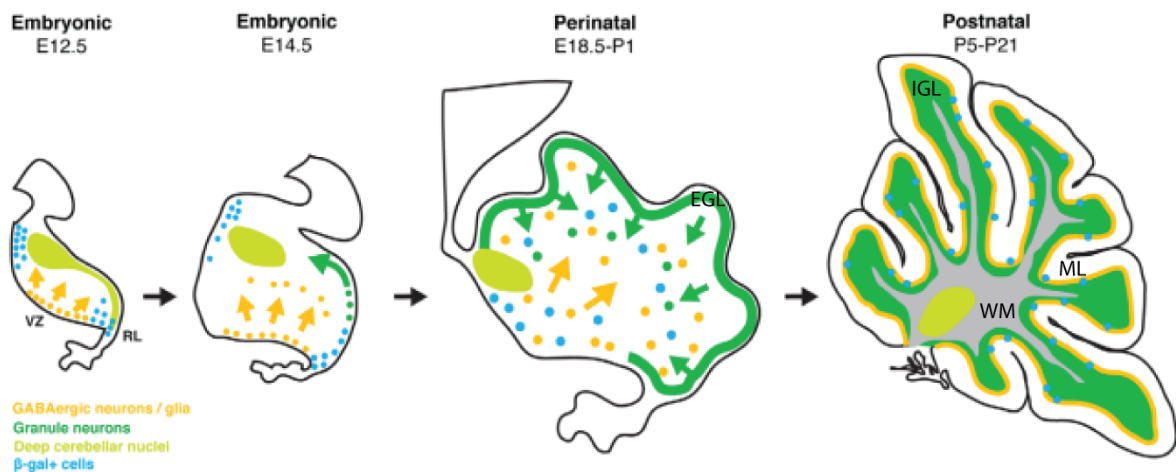 Embryonic
E12.5
Embryonic
E14.5
Perinatal
E18.5-P1
Postnatal
P5-P21
IGL
EGL
ML
WM
VZ
RL
GABAergic neurons / glia
Granule neurons
Deep cerebellar nuclei
β-gal+ cells